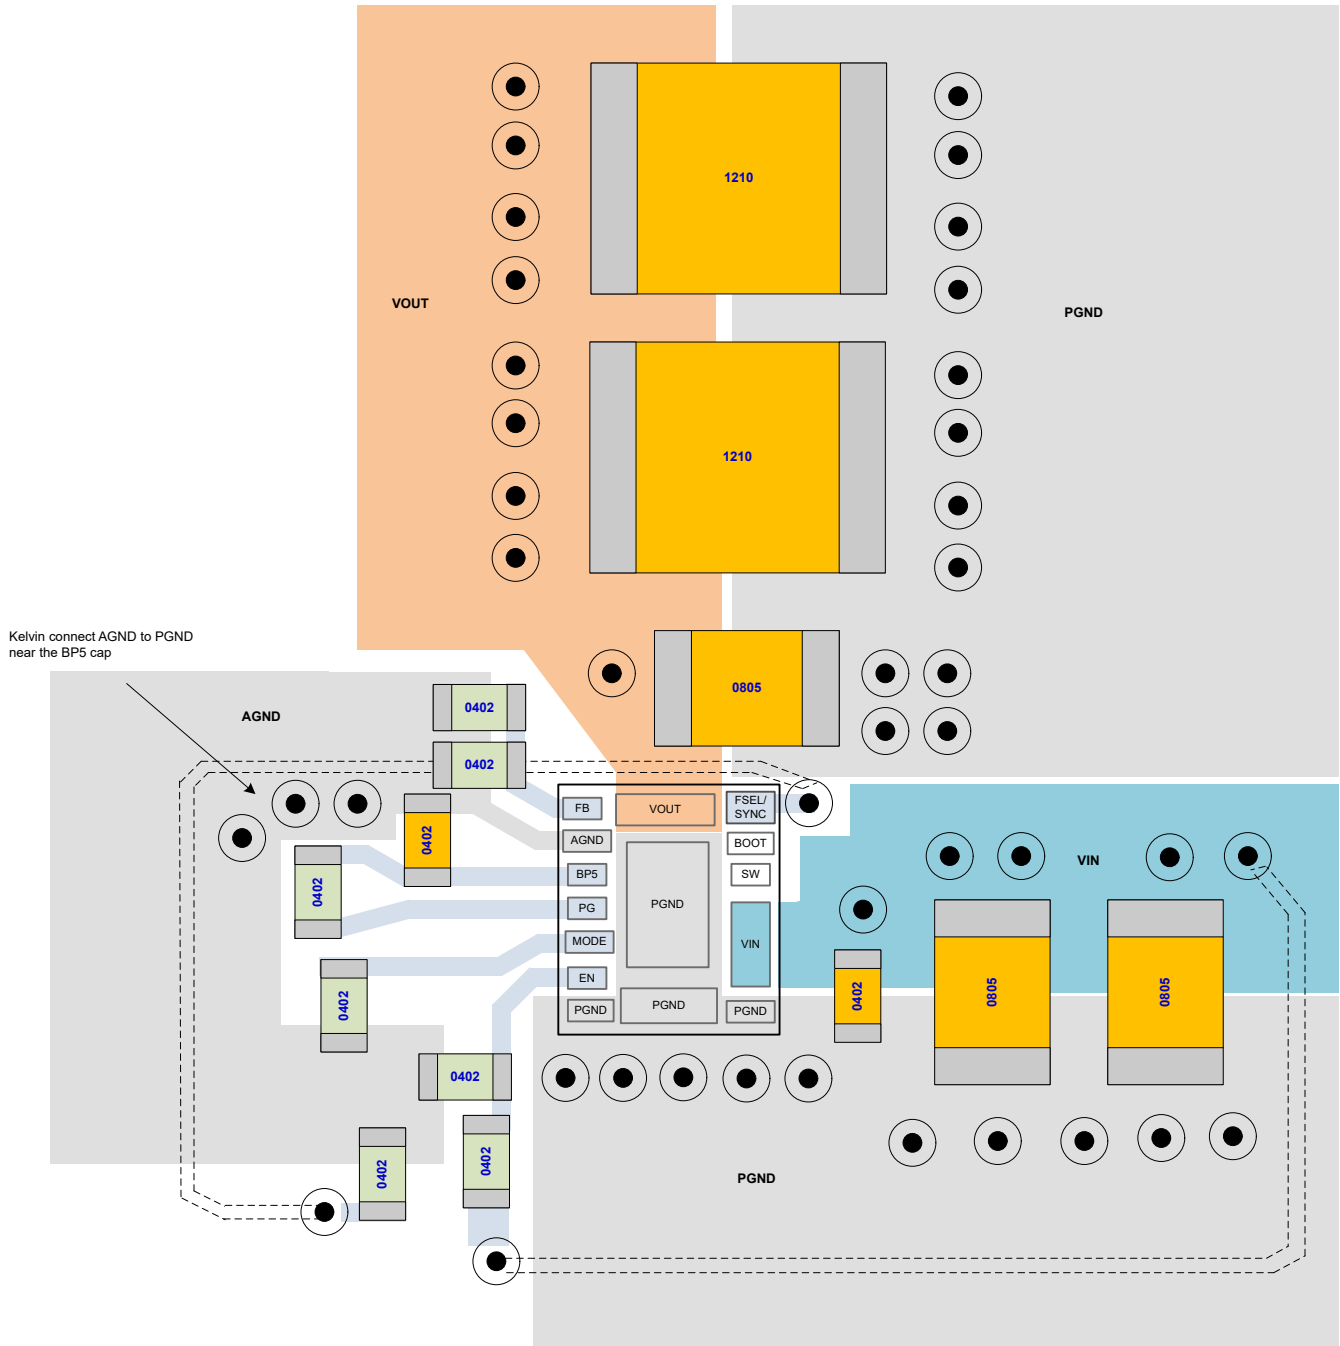 1210
VOUT
PGND
1210
Kelvin connect AGND to PGND
near the BP5 cap
0805
AGND
0402
0402
FB
VOUT
FSEL/
SYNC
0402
AGND
BOOT
VIN
BP5
SW
0402
PG
PGND
MODE
VIN
EN
0402
0805
0805
0402
PGND
PGND
PGND
0402
0402
0402
PGND